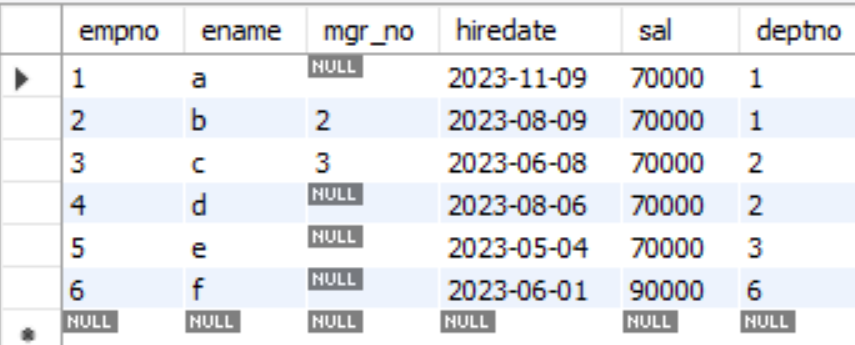 empno ename mgr_no hiredate sal deptno
1 a NULL 2023-11-09 70000 1
2 b 2 2023-08-09 70000 1
3 c 3 2023-06-08 70000 2
4 d NULL 2023-08-06 70000 2
5 e NULL 2023-05-04 70000 3
6 f NULL 2023-06-01 90000 6
NULL NULL NULL NULL NULL NULL